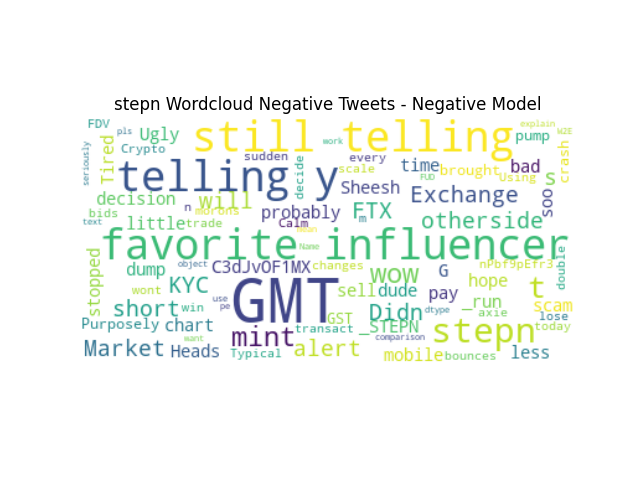 stepn Wordcloud Negative Tweets - Negative Model
FDV pls Ugly still telling work pump explain W2E
seriously Tired Crypto sudden decide every time brought bad Using crash
telling y scale Sheesh Exchange s soo
decision n will morons probably Calm m FTX otherside
bids text little trade
favorite influencer
Name mean
stopped dump C3dJvOF1MX changes wow G nPbf9pEfr3 double
wont KYC object GMT sell dude pay hope t
short win use pe GST Didn _run axie scam lose
Purposely chart mint transact _STEPN dtype stepn today
Market Heads want Typical alert comparison mobile bounces less
FUD